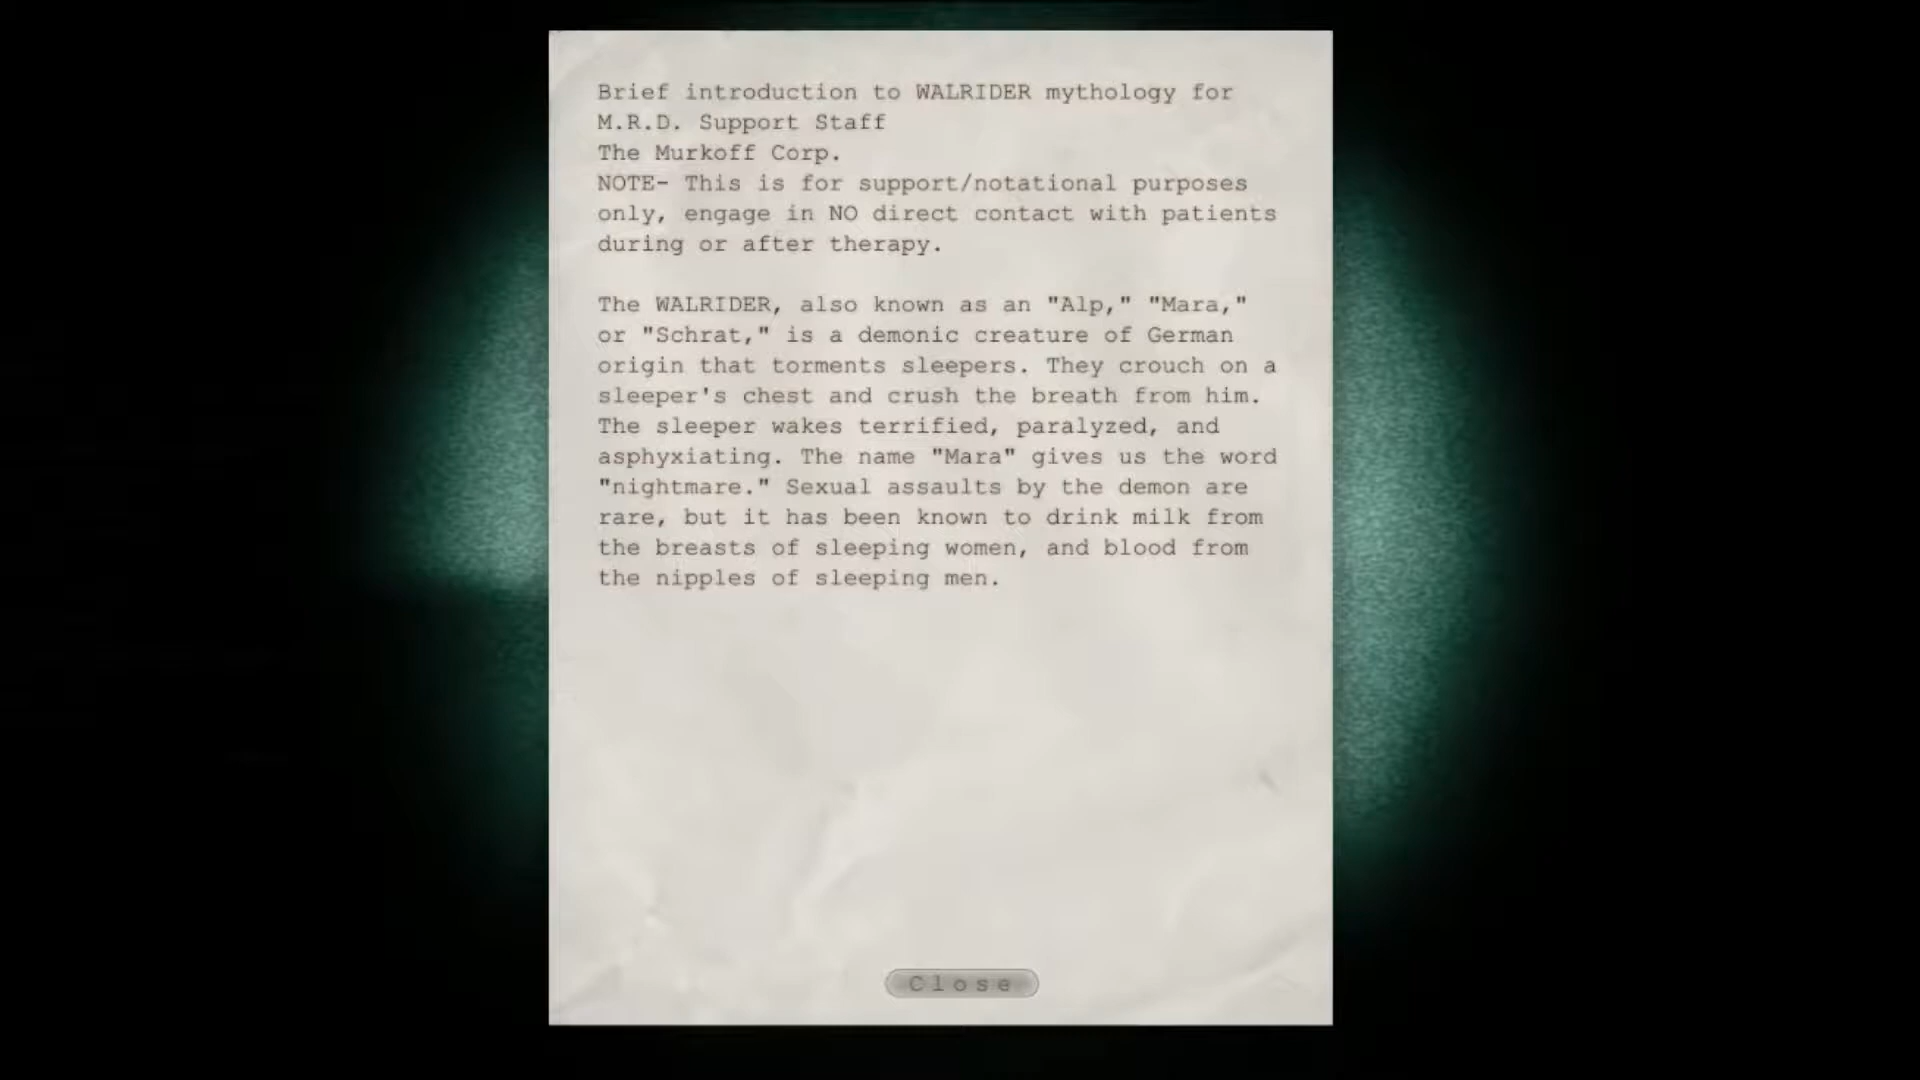 Brief introduction to WALRIDER mythology for
M.R.D. Support Staff
The Murkoff Corp.
NOTE- This is for support/notational purposes
only, engage in NO direct contact with patients
during or after therapy.
The WALRIDER, also known as an "Alp," "Mara,"
or "Schrat," is a demonic creature of German
origin that torments sleepers. They crouch on a
sleeper's chest and crush the breath from him.
The sleeper wakes terrified, paralyzed, and
asphyxiating. The name "Mara" gives us the word
"nightmare." Sexual assaults by the demon are
rare, but it has been known to drink milk from
the breasts of sleeping women, and blood from
the nipples of sleeping men.
Close